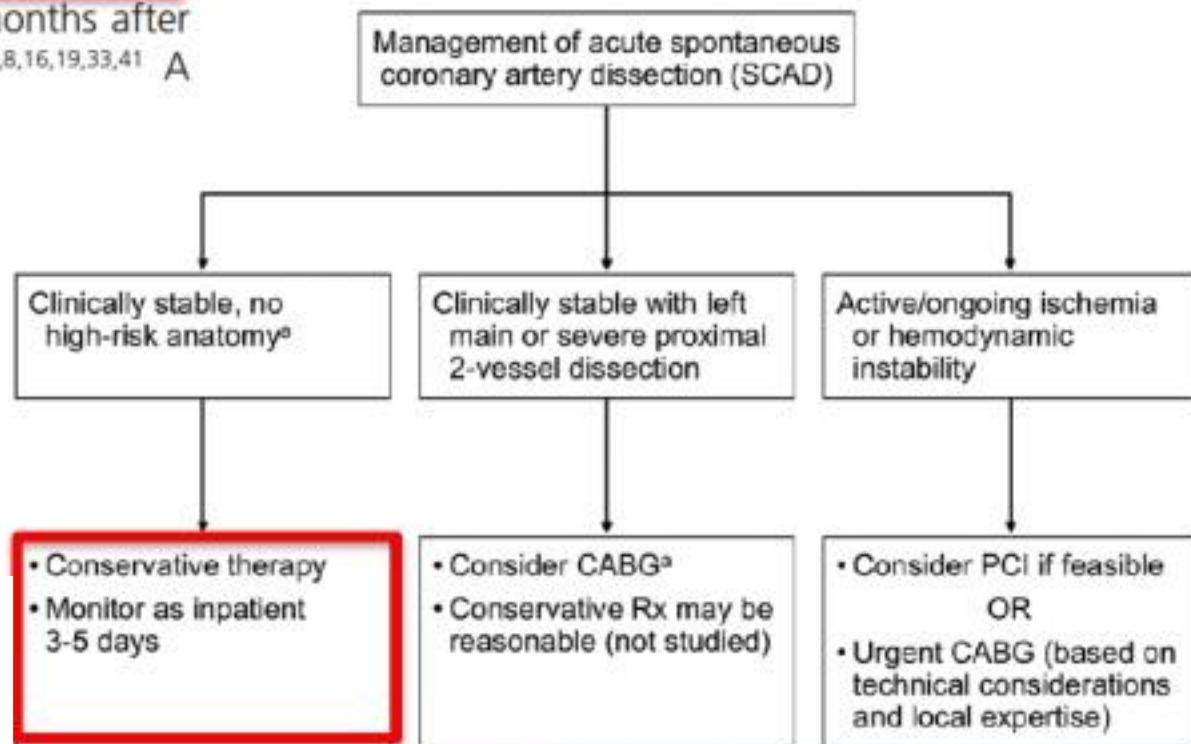 onths after
,8,16,19,33,41 A
Management of acute spontaneous
coronary artery dissection (SCAD)
Clinically stable, no
high-risk anatomyᵃ
Clinically stable with left
main or severe proximal
2-vessel dissection
Active/ongoing ischemia
or hemodynamic
instability
• Conservative therapy
• Monitor as inpatient
3-5 days
• Consider CABGᵃ
• Conservative Rx may be
reasonable (not studied)
• Consider PCI if feasible
OR
• Urgent CABG (based on
technical considerations
and local expertise)